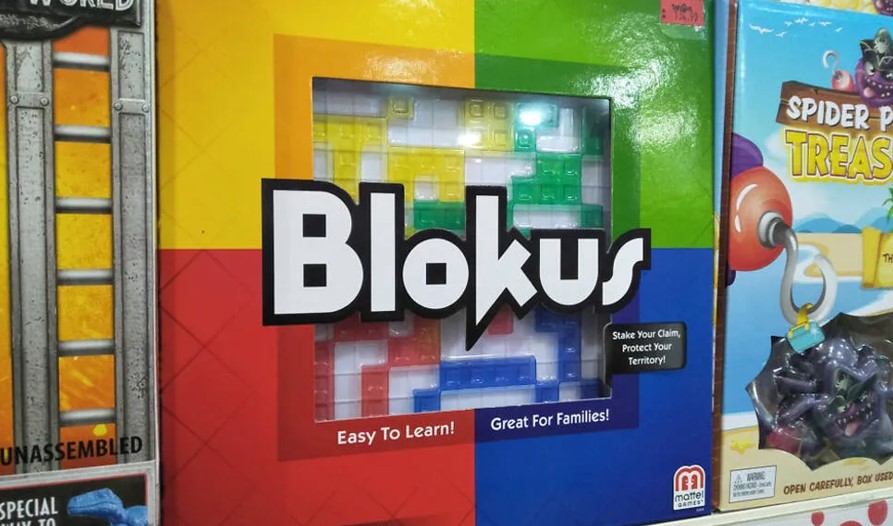 WORLD
UNASSEMBLED
SPECIAL
Blokus
Stake Your Claim,
Protect Your
Territory!
Easy To Learn!
Great For Families!
mattel
GAMES
SPIDER
TREAS
WARNING:
OPEN CAREFULLY, BOX USED